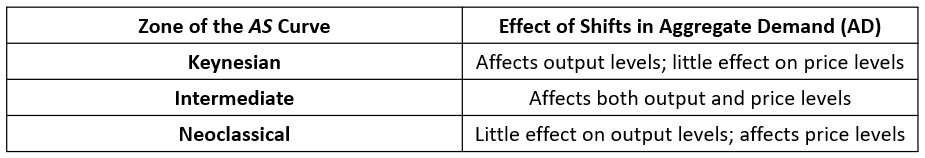 Zone of the AS Curve Effect of Shifts in Aggregate Demand (AD)
Keynesian Affects output levels; little effect on price levels
Intermediate Affects both output and price levels
Neoclassical Little effect on output levels; affects price levels